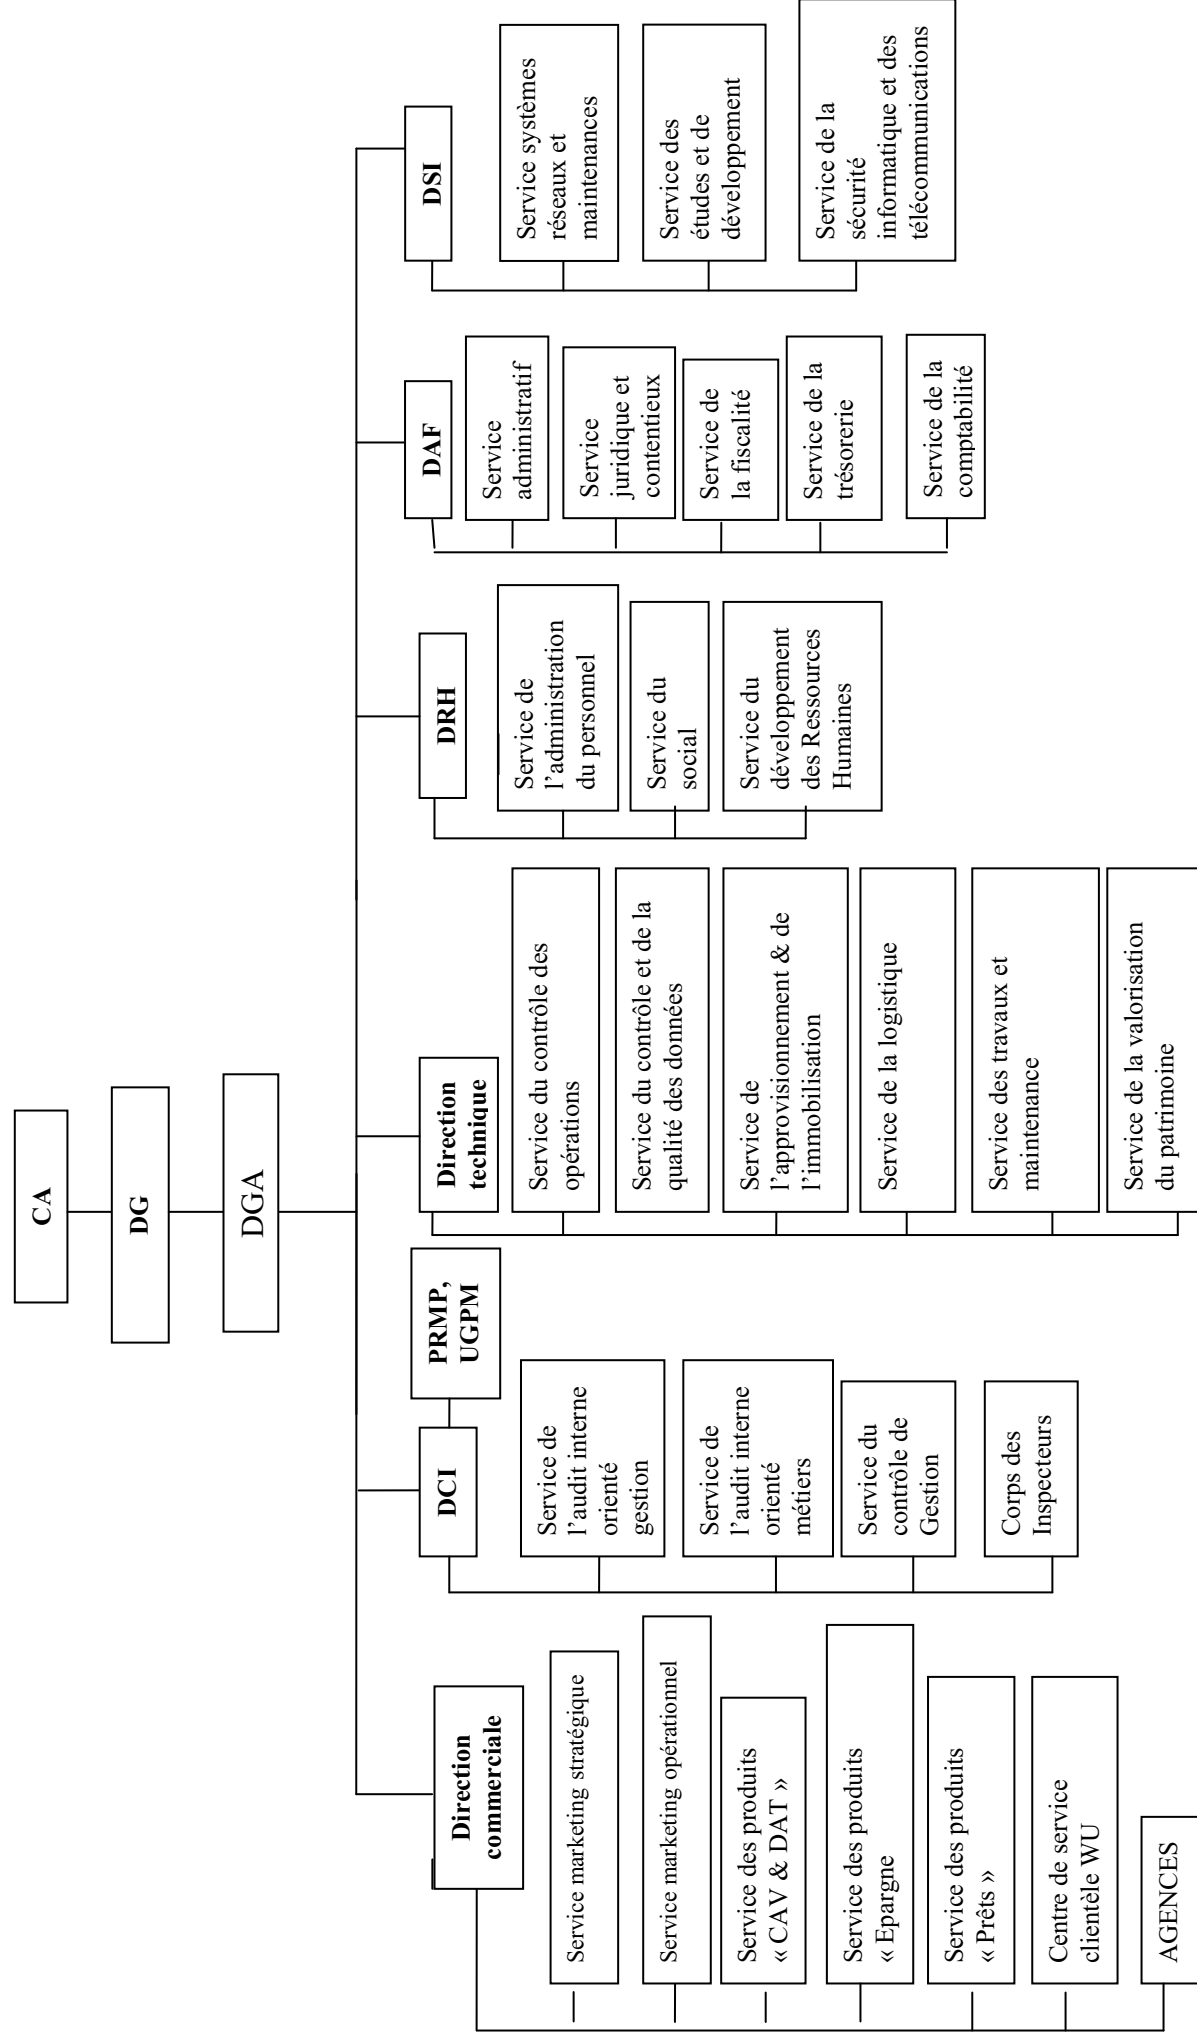 CA
DG
DGA
Direction
commerciale
Service marketing stratégique
Service marketing opérationnel
Service des produits
« CAV & DAT »
Service des produits
« Epargne
Service des produits
« Prêts »
Centre de service
clientèle WU
AGENCES
DCI
Service de
l’audit interne
orienté
gestion
Service de
l’audit interne
orienté
métiers
Service du
contrôle de
Gestion
Corps des
Inspecteurs
PRMP,
UGPM
Direction
technique
Service du contrôle des
opérations
Service du contrôle et de la
qualité des données
Service de
l’approvisionnement & de
l’immobilisation
Service de la logistique
Service des travaux et
maintenance
Service de la valorisation
du patrimoine
DRH
Service de
l’administration
du personnel
Service du
social
Service du
développement
des Ressources
Humaines
DAF
Service
administratif
Service
juridique et
contentieux
Service de
la fiscalité
Service de la
trésorerie
Service de la
comptabilité
DSI
Service systèmes
réseaux et
maintenances
Service des
études et de
développement
Service de la
sécurité
informatique et des
télécommunications